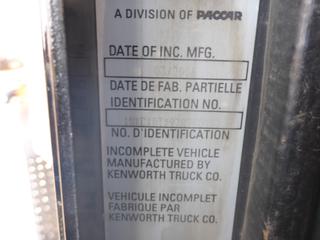 A DIVISION OF PACCAR
DATE OF INC. MFG.
DATE DE FAB. PARTIELLE
IDENTIFICATION NO.
NO. D'IDENTIFICATION
INCOMPLETE VEHICLE
MANUFACTURED BY
KENWORTH TRUCK CO.
VEHICULE INCOMPLET
FABRIQUE PAR
KENWORTH TRUCK CO.